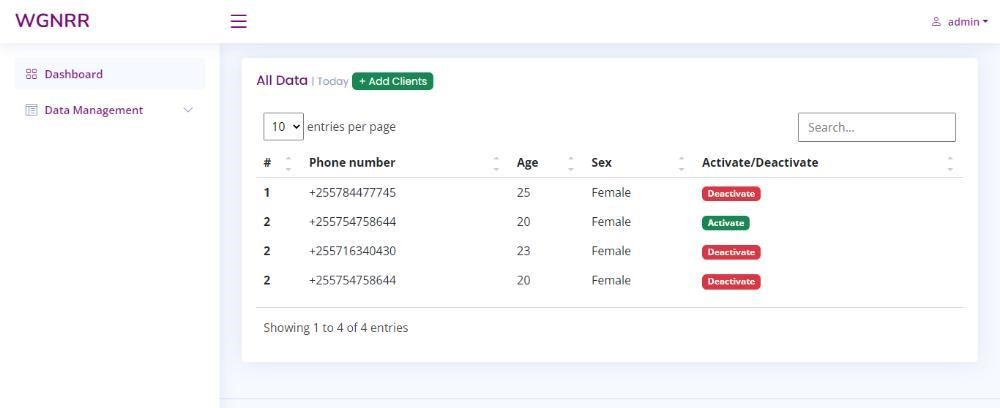 WGNRR
admin
Dashboard
Data Management
All Data | Today + Add Clients
10 entries per page
Search...
# Phone number Age Sex Activate/Deactivate
1 +255784477745 25 Female Deactivate
2 +255754758644 20 Female Activate
2 +255716340430 23 Female Deactivate
2 +255754758644 20 Female Deactivate
Showing 1 to 4 of 4 entries